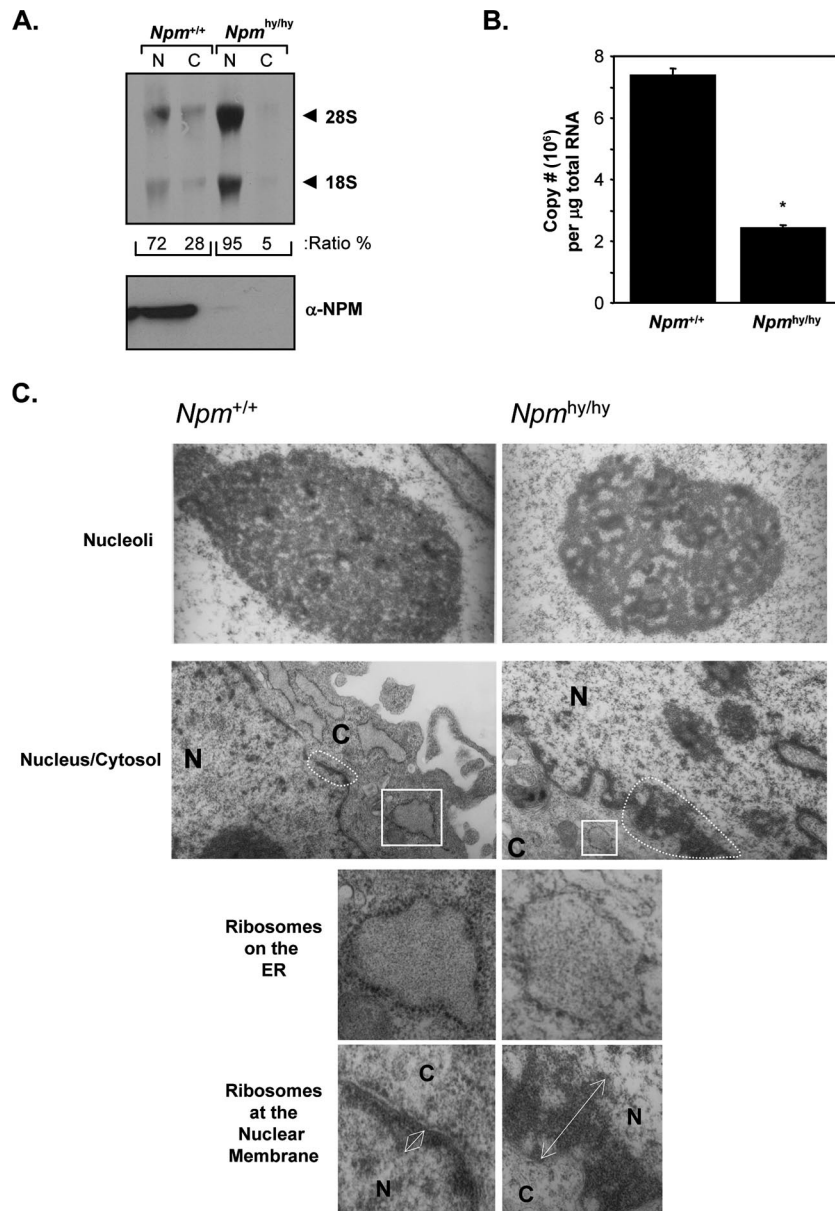 A.
Npm+/+ Npmhy/hy
N C N C
28S
18S
72 28 95 5 :Ratio %
α-NPM
B.
Copy # (10⁶)
per μg total RNA
8
6
4
2
0
*
Npm+/+ Npmhy/hy
C.
Npm+/+ Npmhy/hy
Nucleoli
Nucleus/Cytosol
N
C
N
C
Ribosomes
on the
ER
Ribosomes
at the
Nuclear
Membrane
C
N
N
C